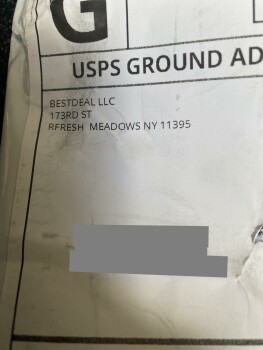 G
USPS GROUND AD
BESTDEAL LLC
173RD ST
RFRESH MEADOWS NY 11395